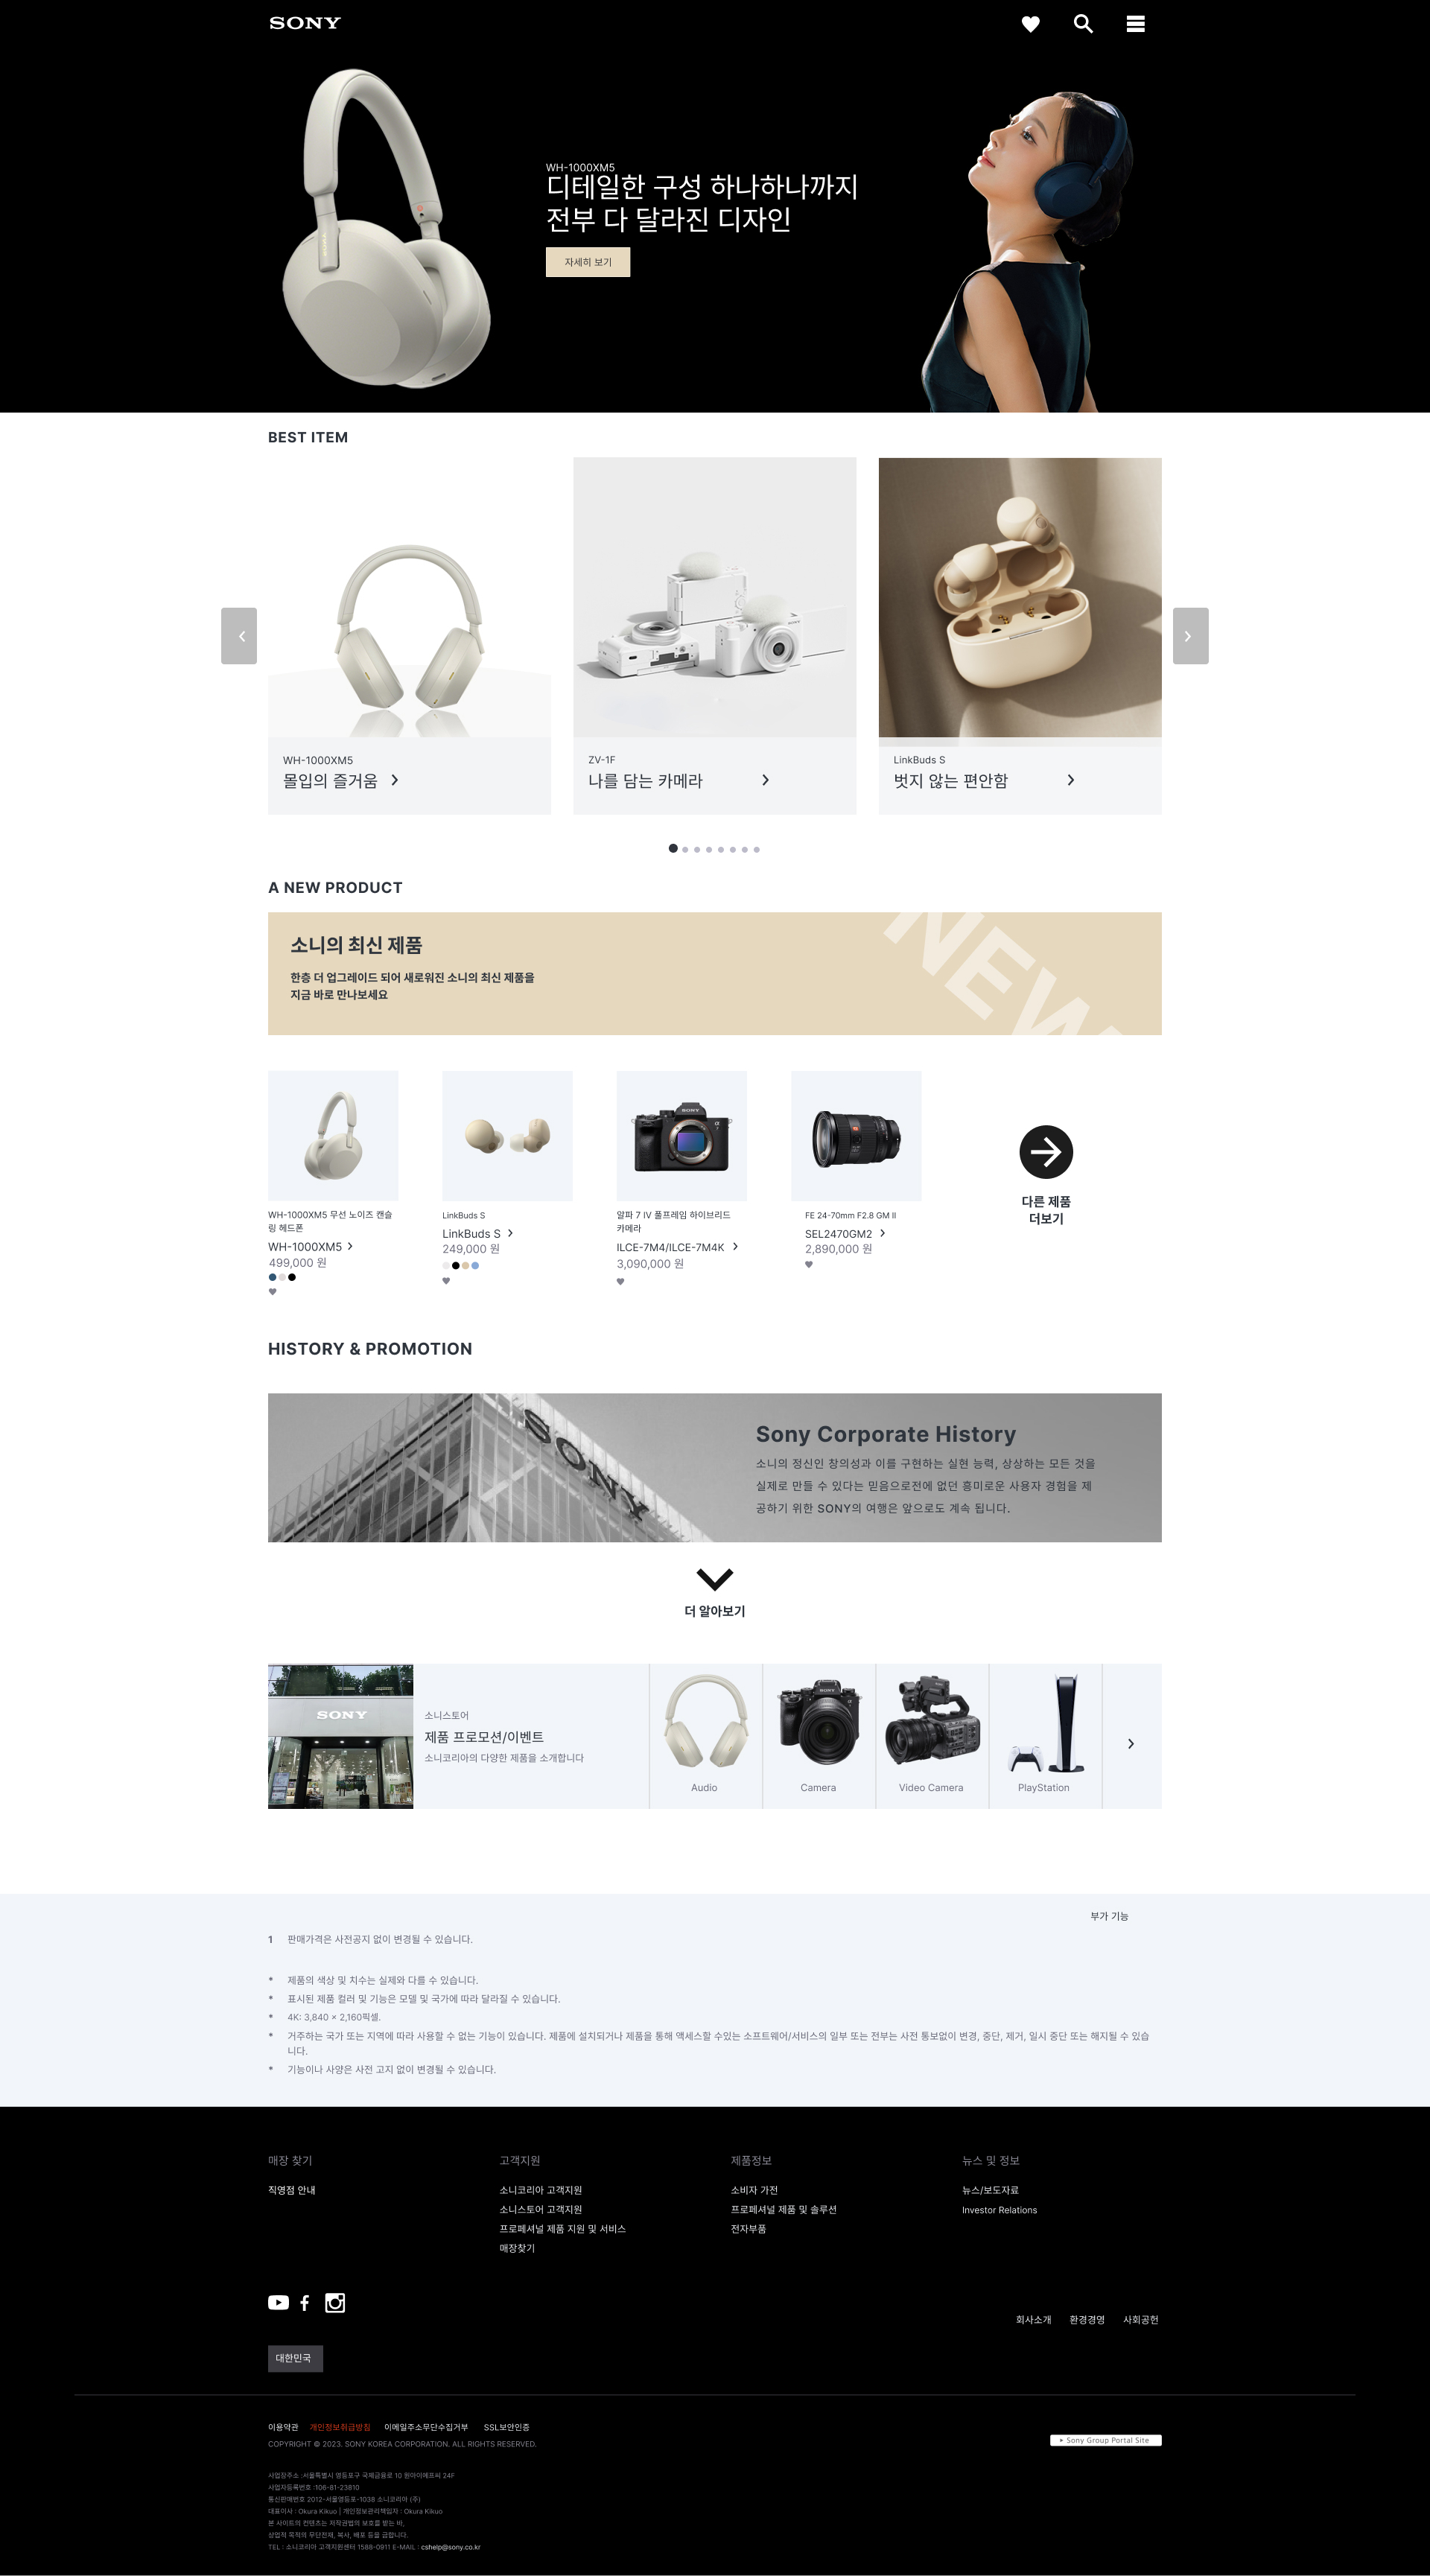 SONY
WH-1000XM5
디테일한 구성 하나하나까지
전부 다 달라진 디자인
자세히 보기
BEST ITEM
WH-1000XM5
몰입의 즐거움
ZV-1F
나를 담는 카메라
LinkBuds S
벗지 않는 편안함
A NEW PRODUCT
소니의 최신 제품
한층 더 업그레이드 되어 새로워진 소니의 최신 제품을
지금 바로 만나보세요
NEW
WH-1000XM5 무선 노이즈 캔슬
링 헤드폰
WH-1000XM5
499,000 원
LinkBuds S
LinkBuds S
249,000 원
SONY
알파 7 IV 풀프레임 하이브리드
카메라
ILCE-7M4/ILCE-7M4K
3,090,000 원
FE 24-70mm F2.8 GM II
SEL2470GM2
2,890,000 원
다른 제품
더보기
HISTORY & PROMOTION
SONY
Sony Corporate History
소니의 정신인 창의성과 이를 구현하는 실현 능력, 상상하는 모든 것을
실제로 만들 수 있다는 믿음으로전에 없던 흥미로운 사용자 경험을 제
공하기 위한 SONY의 여행은 앞으로도 계속 됩니다.
더 알아보기
SONY
소니스토어
제품 프로모션/이벤트
소니코리아의 다양한 제품을 소개합니다
Audio
Camera
Video Camera
PlayStation
부가 기능
1 판매가격은 사전공지 없이 변경될 수 있습니다.
* 제품의 색상 및 치수는 실제와 다를 수 있습니다.
* 표시된 제품 컬러 및 기능은 모델 및 국가에 따라 달라질 수 있습니다.
* 4K: 3,840 × 2,160픽셀.
* 거주하는 국가 또는 지역에 따라 사용할 수 없는 기능이 있습니다. 제품에 설치되거나 제품을 통해 액세스할 수있는 소프트웨어/서비스의 일부 또는 전부는 사전 통보없이 변경, 중단, 제거, 일시 중단 또는 해지될 수 있습
니다.
* 기능이나 사양은 사전 고지 없이 변경될 수 있습니다.
매장 찾기
직영점 안내
고객지원
소니코리아 고객지원
소니스토어 고객지원
프로페셔널 제품 지원 및 서비스
매장찾기
제품정보
소비자 가전
프로페셔널 제품 및 솔루션
전자부품
뉴스 및 정보
뉴스/보도자료
Investor Relations
회사소개 환경경영 사회공헌
대한민국
이용약관 개인정보취급방침 이메일주소무단수집거부 SSL보안인증
COPYRIGHT © 2023. SONY KOREA CORPORATION. ALL RIGHTS RESERVED.
Sony Group Portal Site
사업장주소 :서울특별시 영등포구 국제금융로 10 원아이에프씨 24F
사업자등록번호 :106-81-23810
통신판매번호 2012-서울영등포-1038 소니코리아 (주)
대표이사 : Okura Kikuo | 개인정보관리책임자 : Okura Kikuo
본 사이트의 컨텐츠는 저작권법의 보호를 받는 바,
상업적 목적의 무단전재, 복사, 배포 등을 금합니다.
TEL : 소니코리아 고객지원센터 1588-0911 E-MAIL : cshelp@sony.co.kr